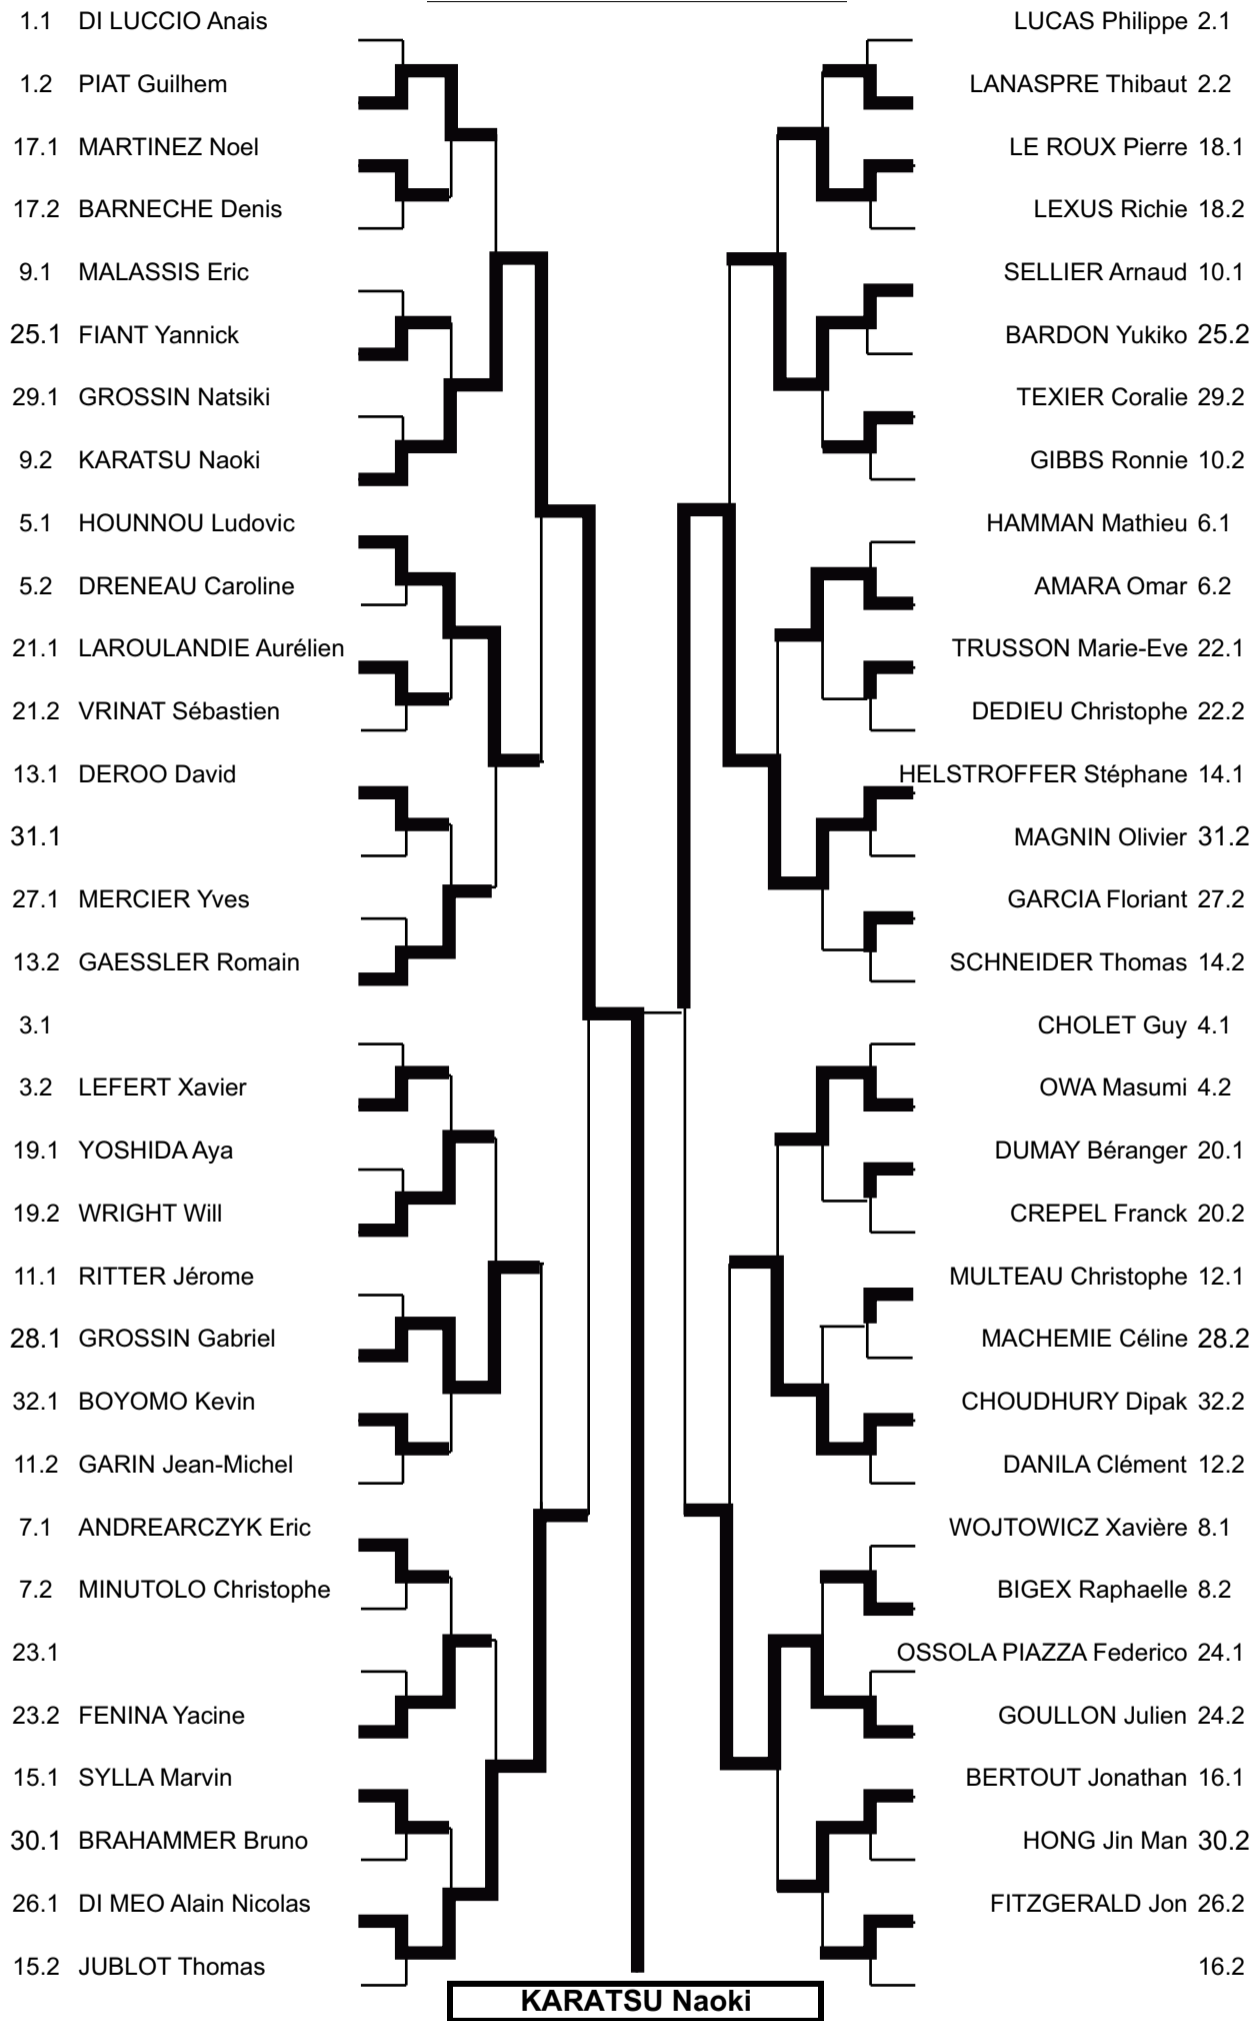 1.1 DI LUCCIO Anais LUCAS Philippe 2.1
1.2 PIAT Guilhem LANASPRE Thibaut 2.2
17.1 MARTINEZ Noel LE ROUX Pierre 18.1
17.2 BARNECHE Denis LEXUS Richie 18.2
9.1 MALASSIS Eric SELLIER Arnaud 10.1
25.1 FIANT Yannick BARDON Yukiko 25.2
29.1 GROSSIN Natsiki TEXIER Coralie 29.2
9.2 KARATSU Naoki GIBBS Ronnie 10.2
5.1 HOUNNOU Ludovic HAMMAN Mathieu 6.1
5.2 DRENEAU Caroline AMARA Omar 6.2
21.1 LAROULANDIE Aurélien TRUSSON Marie-Eve 22.1
21.2 VRINAT Sébastien DEDIEU Christophe 22.2
13.1 DEROO David HELSTROFFER Stéphane 14.1
31.1 MAGNIN Olivier 31.2
27.1 MERCIER Yves GARCIA Floriant 27.2
13.2 GAESSLER Romain SCHNEIDER Thomas 14.2
3.1 CHOLET Guy 4.1
3.2 LEFERT Xavier OWA Masumi 4.2
19.1 YOSHIDA Aya DUMAY Béranger 20.1
19.2 WRIGHT Will CREPEL Franck 20.2
11.1 RITTER Jérome MULTEAU Christophe 12.1
28.1 GROSSIN Gabriel MACHEMIE Céline 28.2
32.1 BOYOMO Kevin CHOUDHURY Dipak 32.2
11.2 GARIN Jean-Michel DANILA Clément 12.2
7.1 ANDREARCZYK Eric WOJTOWICZ Xavière 8.1
7.2 MINUTOLO Christophe BIGEX Raphaelle 8.2
23.1 OSSOLA PIAZZA Federico 24.1
23.2 FENINA Yacine GOULLON Julien 24.2
15.1 SYLLA Marvin BERTOUT Jonathan 16.1
30.1 BRAHAMMER Bruno HONG Jin Man 30.2
26.1 DI MEO Alain Nicolas FITZGERALD Jon 26.2
15.2 JUBLOT Thomas 16.2
KARATSU Naoki